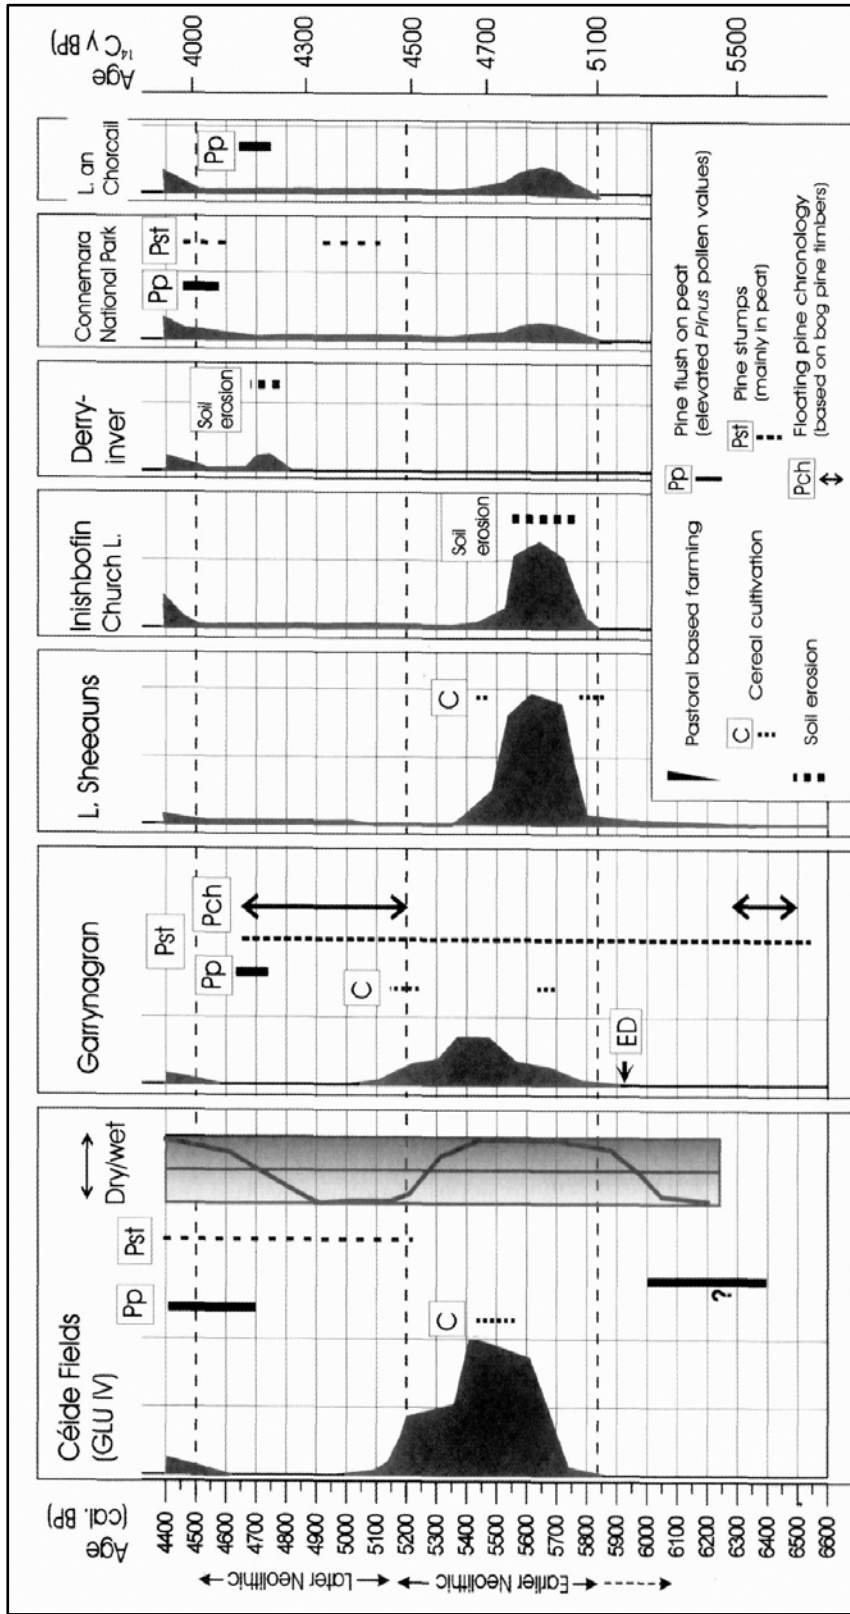 Age
(cal. BP)
4400
4500
4600
4700
4800
4900
5000
5100
5200
5300
5400
5500
5600
5700
5800
5900
6000
6100
6200
6300
6400
6500
6600
Later Neolithic
Earlier Neolithic
Céide Fields
(GLU IV)
Pp
Pst
Dry/wet
C
?
Garrynagran
Pp
Pst
Pch
C
ED
L. Sheeauns
C
Inishbofin
Church L.
Soil
erosion
Derry-
inver
Soil
erosion
Connemara
National Park
Pp
Pst
L. an
Chorcail
Pp
Age
¹⁴C y
BP)
4000
4300
4500
4700
5100
5500
Pastoral based farming
C Cereal cultivation
Soil erosion
Pp Pine flush on peat
(elevated Pinus pollen values)
Pst Pine stumps
(mainly in peat)
Pch Floating pine chronology
(based on bog pine timbers)